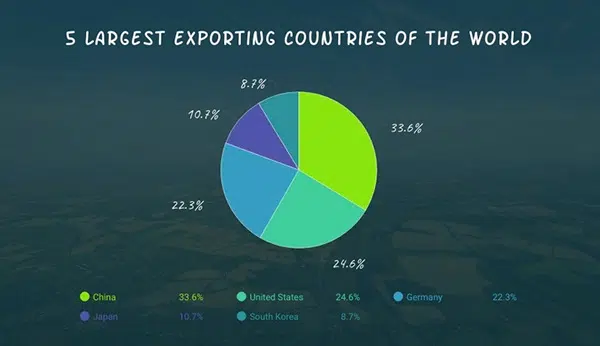 5 LARGEST EXPORTING COUNTRIES OF THE WORLD
8.7%
10.7%
33.6%
22.3%
24.6%
China 33.6% United States 24.6% Germany 22.3%
Japan 10.7% South Korea 8.7%